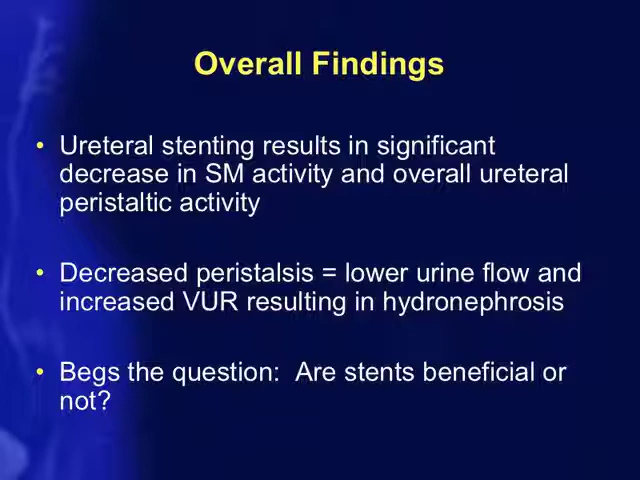 Overall Findings
• Ureteral stenting results in significant
decrease in SM activity and overall ureteral
peristaltic activity
• Decreased peristalsis = lower urine flow and
increased VUR resulting in hydronephrosis
• Begs the question:  Are stents beneficial or
not?